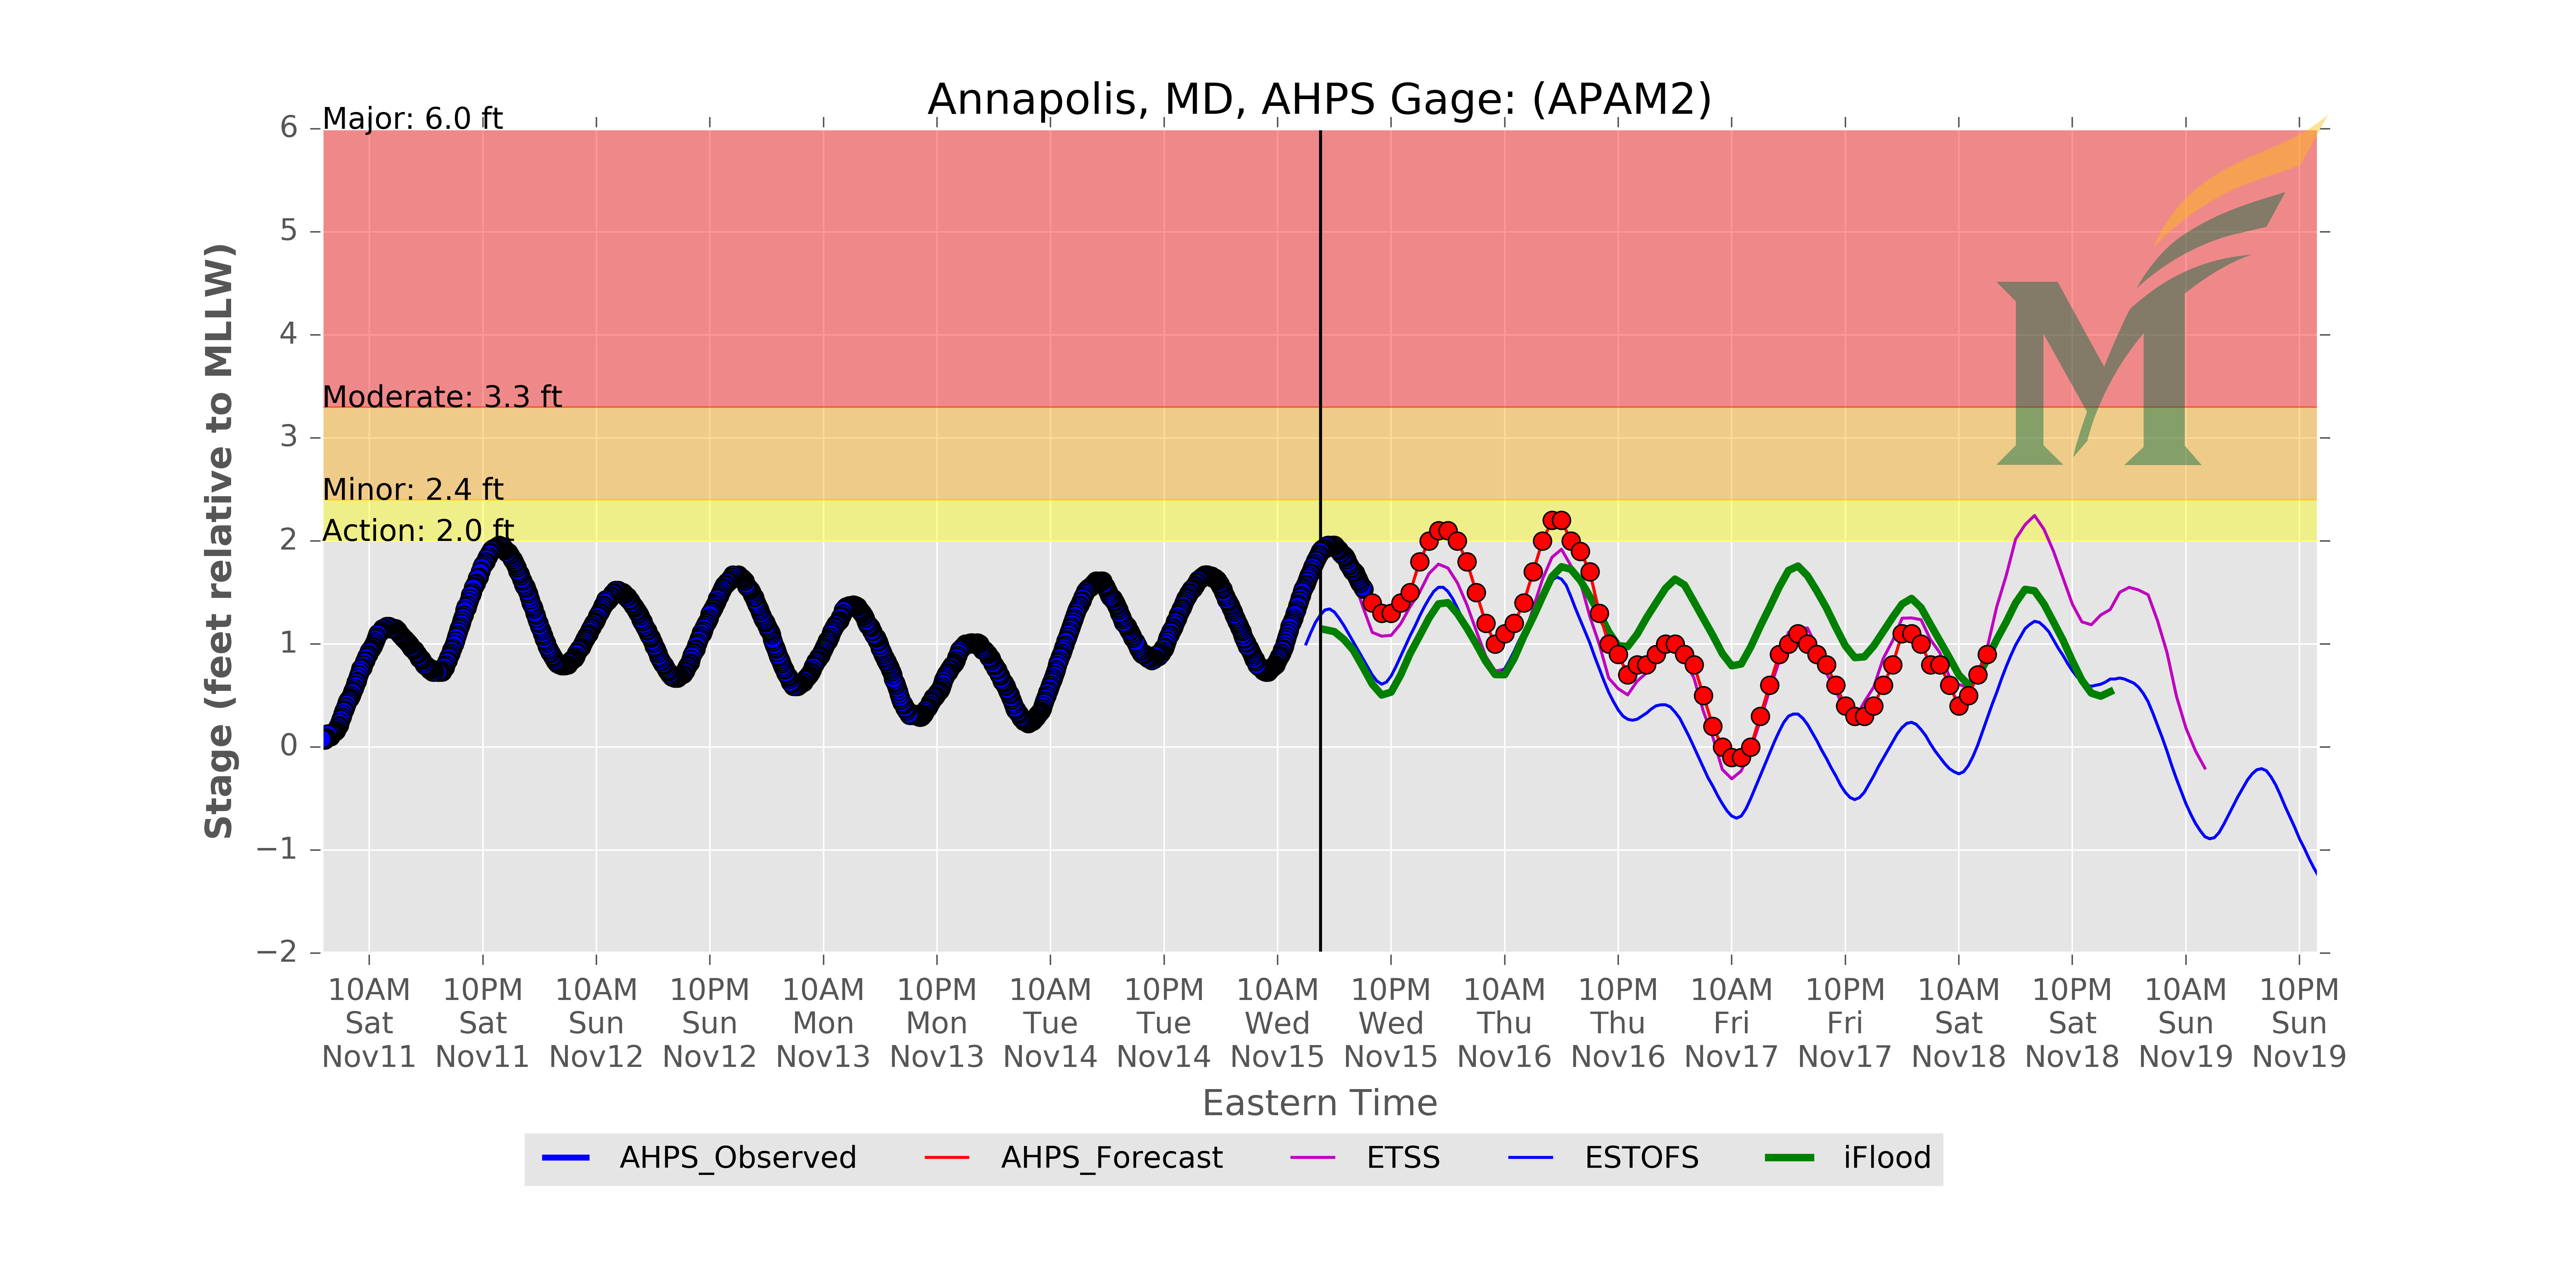 Annapolis, MD, AHPS Gage: (APAM2)
Major: 6.0 ft
Moderate: 3.3 ft
Minor: 2.4 ft
Action: 2.0 ft
Stage (feet relative to MLLW)
6
5
4
3
2
1
0
−1
−2
10AM 10PM 10AM 10PM 10AM 10PM 10AM 10PM 10AM 10PM 10AM 10PM 10AM 10PM 10AM 10PM 10AM 10PM
Sat Sat Sun Sun Mon Mon Tue Tue Wed Wed Thu Thu Fri Fri Sat Sat Sun Sun
Nov11 Nov11 Nov12 Nov12 Nov13 Nov13 Nov14 Nov14 Nov15 Nov15 Nov16 Nov16 Nov17 Nov17 Nov18 Nov18 Nov19 Nov19
Eastern Time
AHPS_Observed AHPS_Forecast ETSS ESTOFS iFlood
M